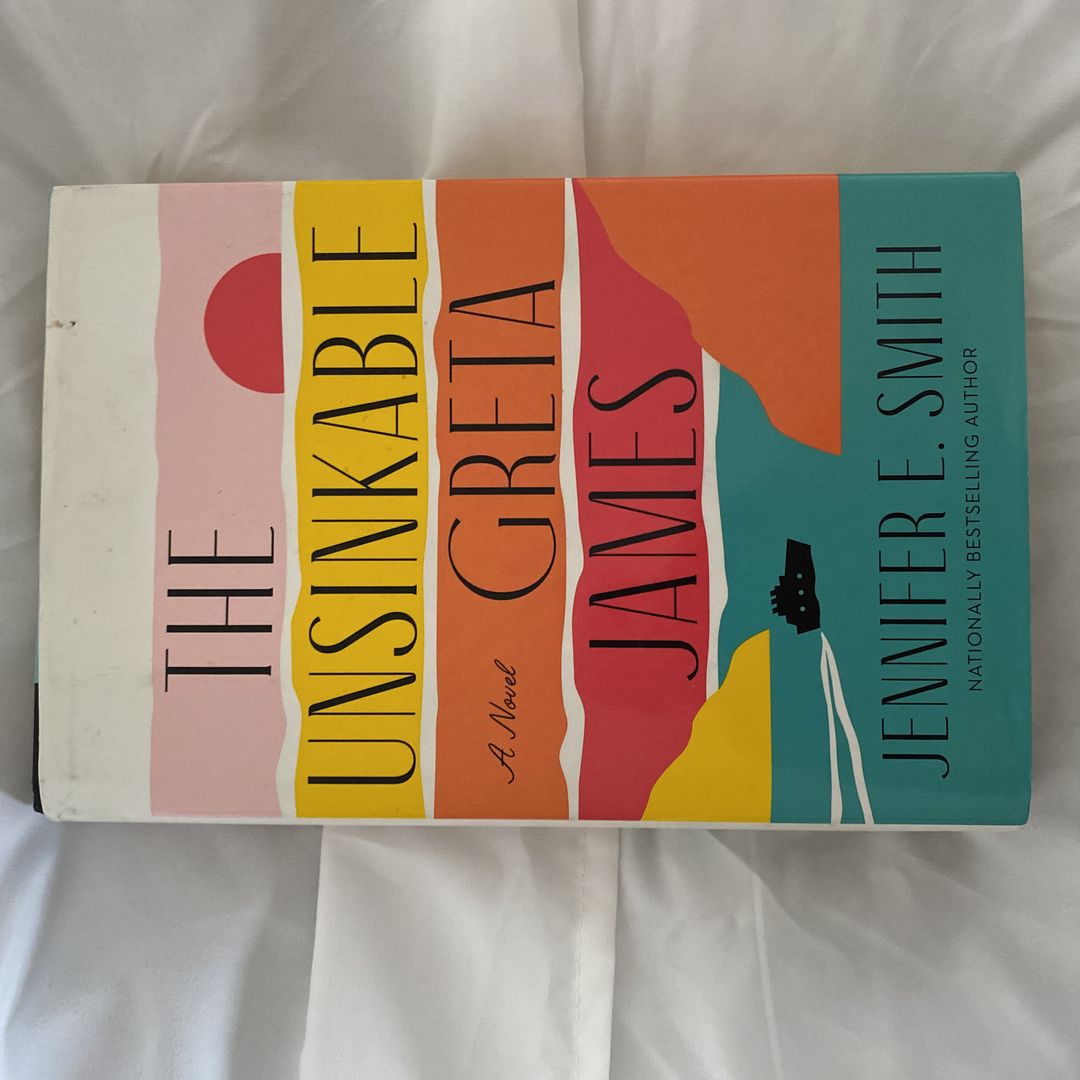 THE
UNSINKABLE
GRETA
A Novel
JAMES
JENNIFER E. SMITH
NATIONALLY BESTSELLING AUTHOR